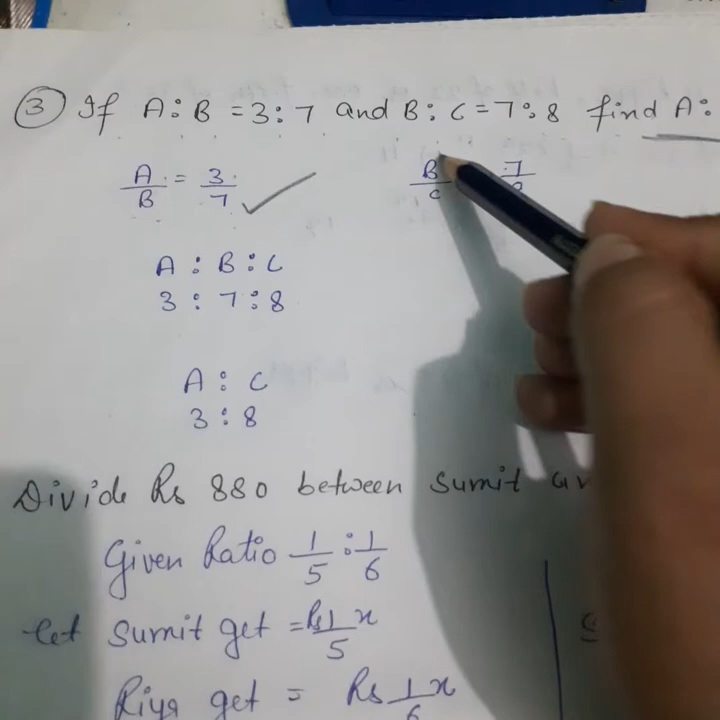 ③ If A:B = 3:7 and B:C = 7:8 find A:
A/B = 3/7 ✓ B/C 7/
A : B : C
3 : 7 : 8
A : C
3 : 8
Divide Rs 880 between Sumit
Given Ratio 1/5 : 1/6
let Sumit get = Rs 1/5 x
Riya get = Rs 1/6 x